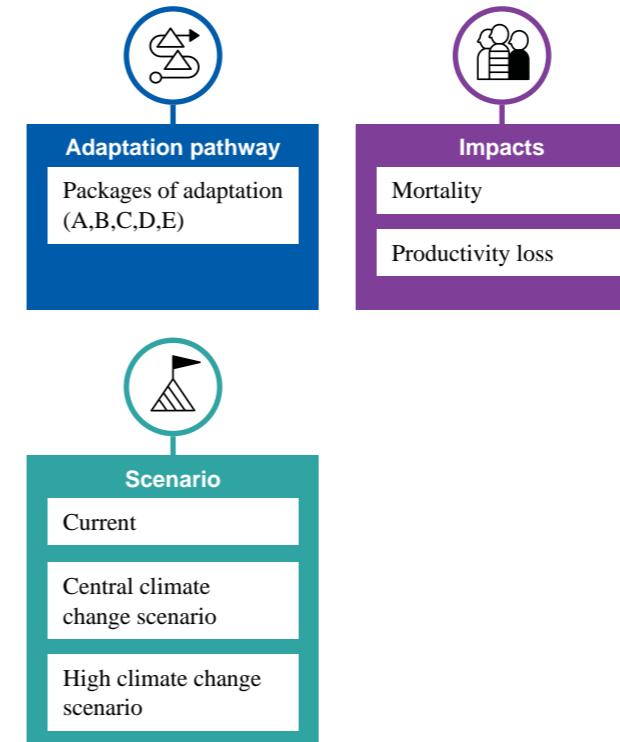 Adaptation pathway
Packages of adaptation
(A,B,C,D,E)
Impacts
Mortality
Productivity loss
Scenario
Current
Central climate
change scenario
High climate change
scenario